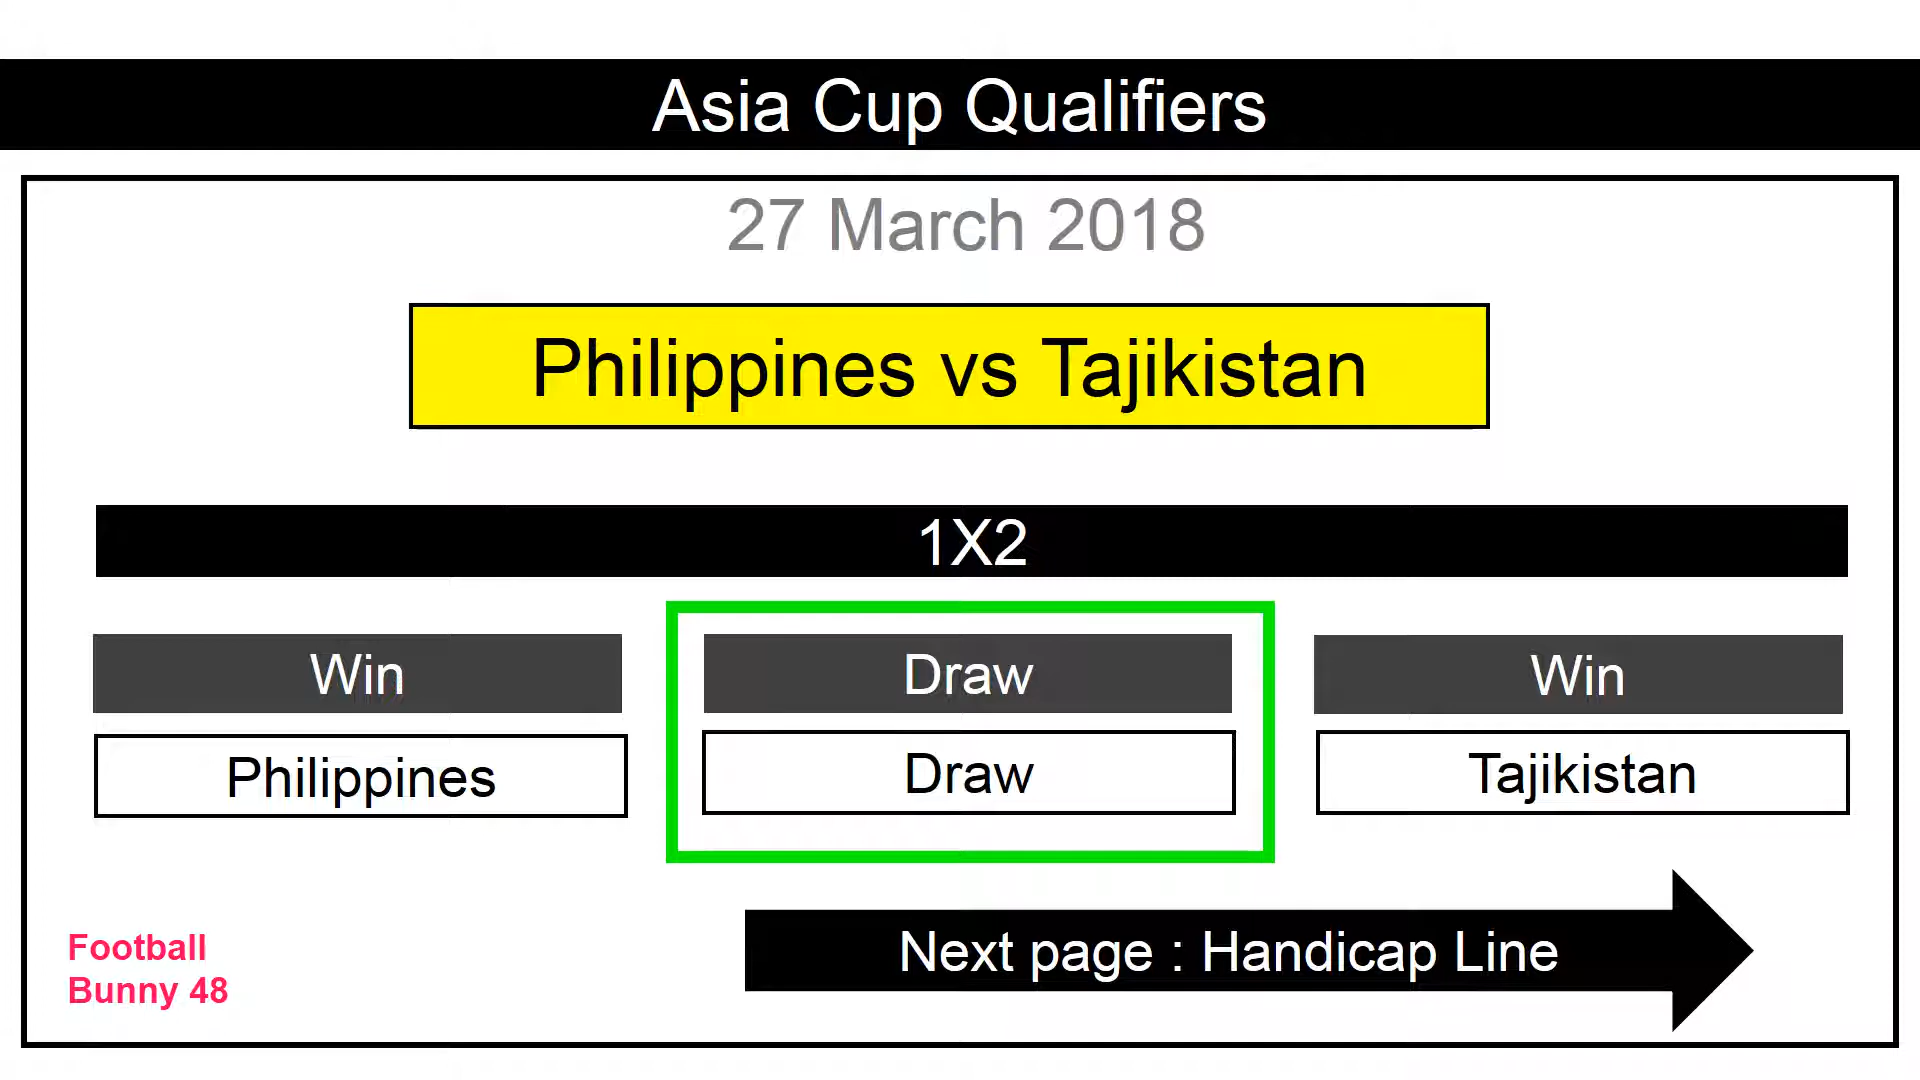 Asia Cup Qualifiers
27 March 2018
Philippines vs Tajikistan
1X2
Win
Draw
Win
Philippines
Draw
Tajikistan
Next page : Handicap Line
Football
Bunny 48